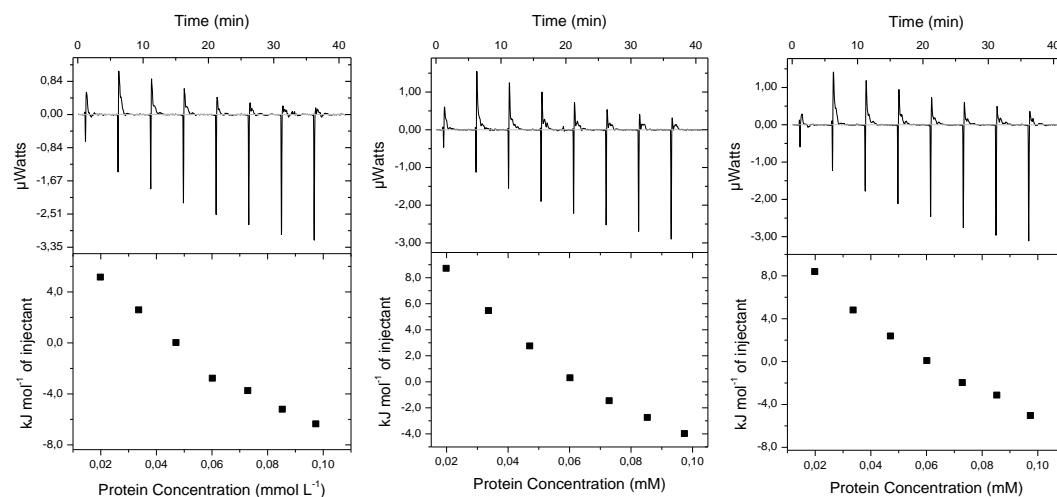 Time (min)
0 10 20 30 40
0,84
0,00
-0,84
-1,67
-2,51
-3,35
µWatts
4,0
0,0
-4,0
-8,0
kJ mol⁻¹ of injectant
0,02 0,04 0,06 0,08 0,10
Protein Concentration (mmol L⁻¹)
Time (min)
0 10 20 30 40
1,00
0,00
-1,00
-2,00
-3,00
µWatts
8,0
6,0
4,0
2,0
0,0
-2,0
-4,0
kJ mol⁻¹ of injectant
0,02 0,04 0,06 0,08 0,10
Protein Concentration (mM)
Time (min)
0 10 20 30 40
1,00
0,00
-1,00
-2,00
-3,00
µWatts
8,0
4,0
0,0
-4,0
-8,0
kJ mol⁻¹ of injectant
0,02 0,04 0,06 0,08 0,10
Protein Concentration (mM)